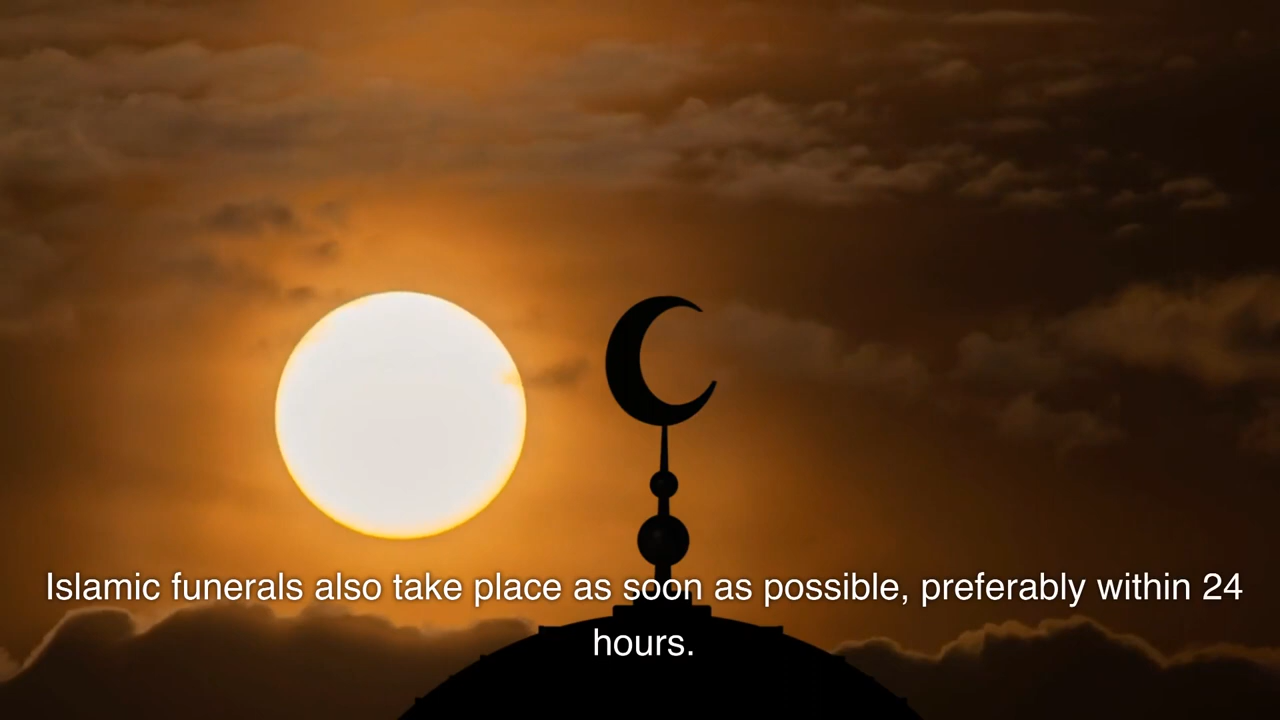 Islamic funerals also take place as soon as possible, preferably within 24
hours.